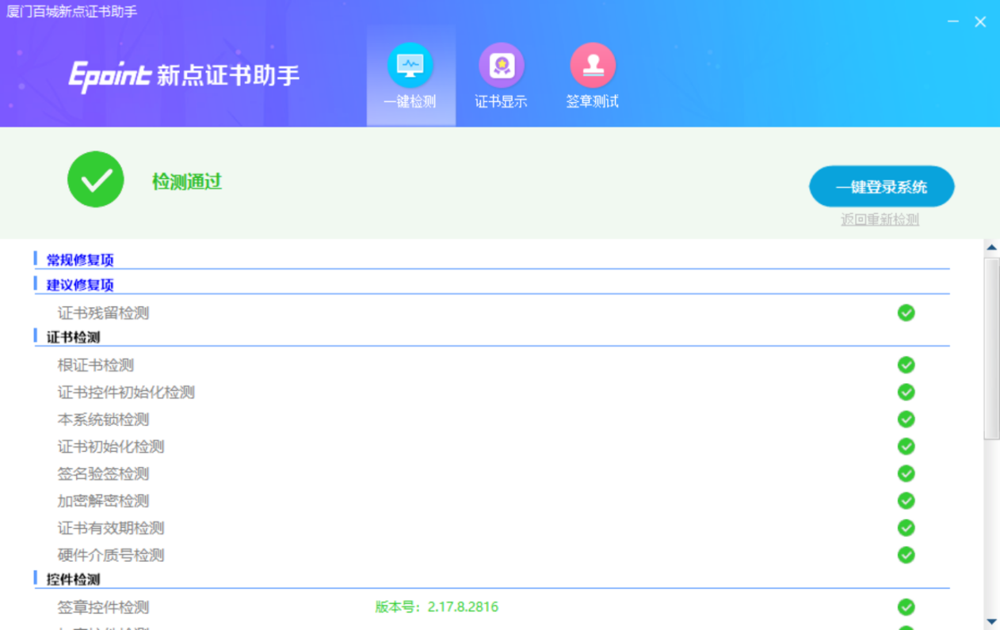 厦门百城新点证书助手
Epoint 新点证书助手
一键检测
证书显示
签章测试
检测通过
一键登录系统
返回重新检测
常规修复项
建议修复项
证书残留检测
证书检测
根证书检测
证书控件初始化检测
本系统锁检测
证书初始化检测
签名验签检测
加密解密检测
证书有效期检测
硬件介质号检测
控件检测
签章控件检测 版本号：2.17.8.2816